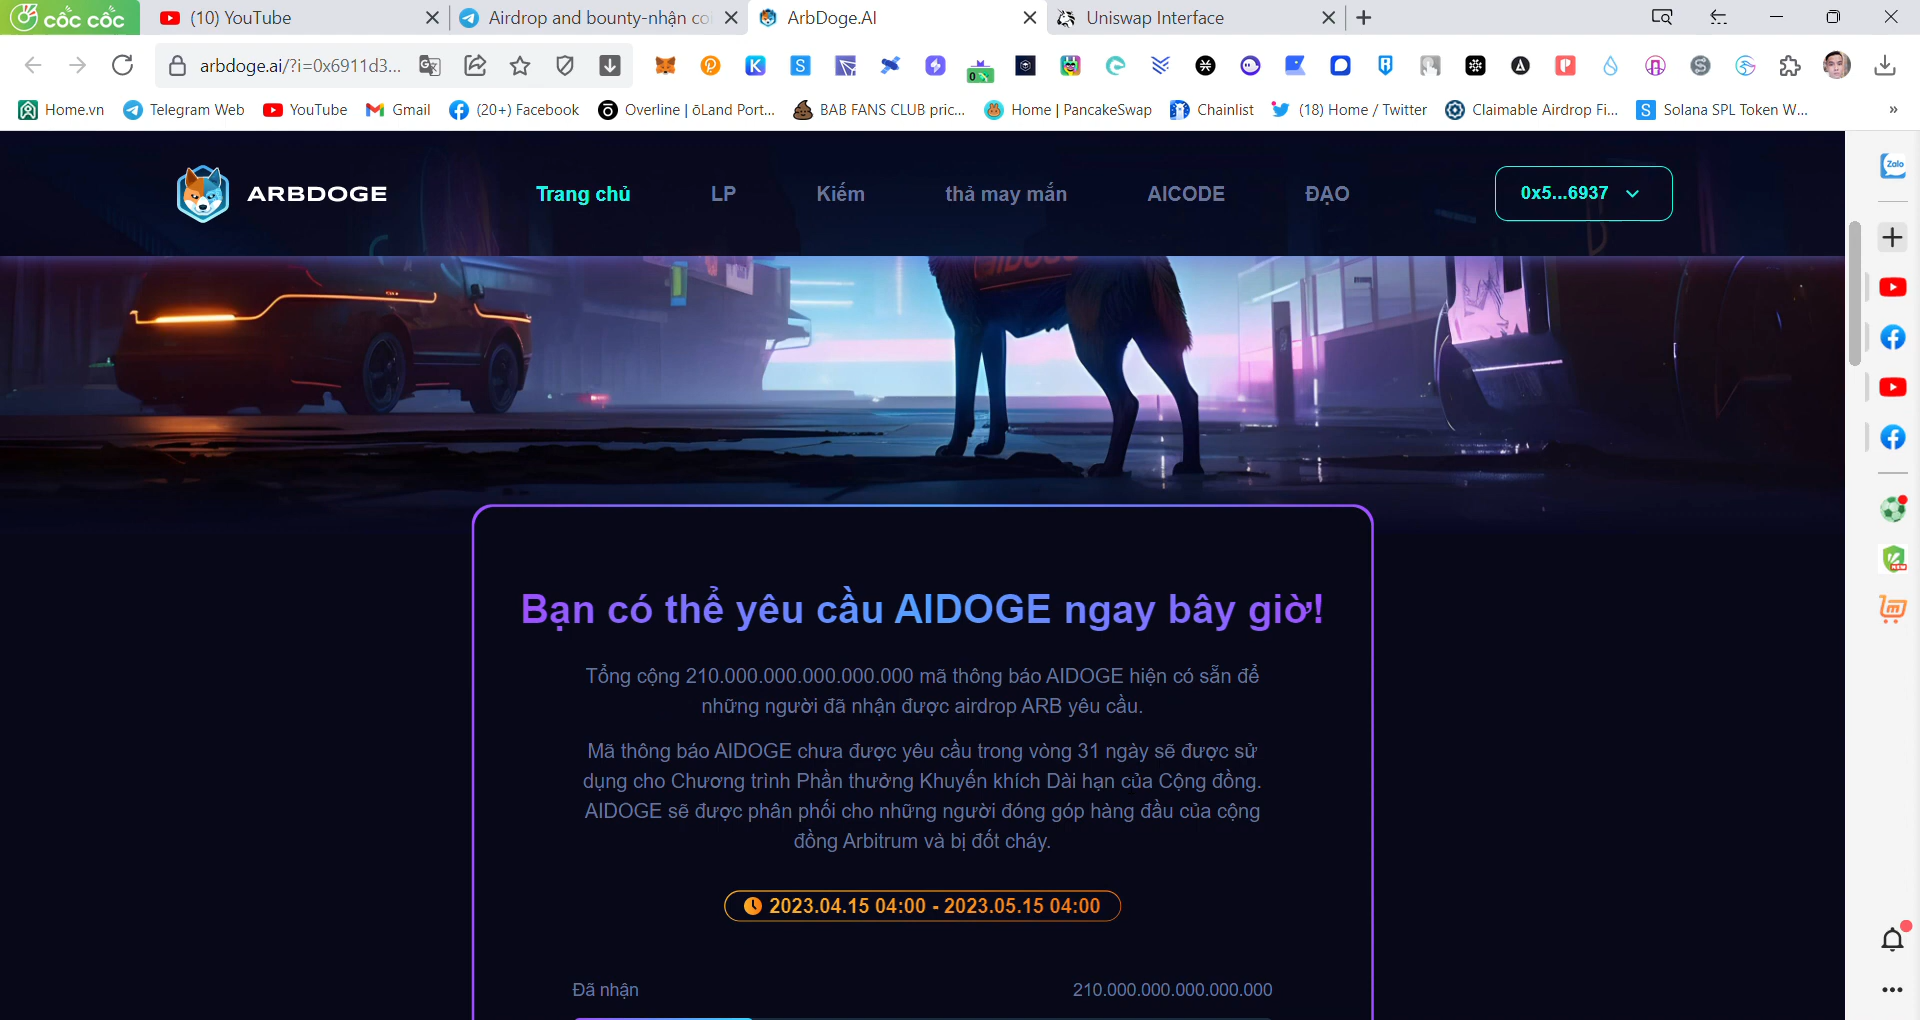 cốc cốc
(10) YouTube
Airdrop and bounty-nhận co
ArbDoge.AI
Uniswap Interface
arbdoge.ai/?i=0x6911d3...
0
Home.vn
Telegram Web
YouTube
Gmail
(20+) Facebook
Overline | ōLand Port...
BAB FANS CLUB pric...
Home | PancakeSwap
Chainlist
(18) Home / Twitter
Claimable Airdrop Fi...
Solana SPL Token W...
»
Zalo
ARBDOGE
Trang chủ
LP
Kiếm
thả may mắn
AICODE
ĐẠO
0x5...6937
NEW
Bạn có thể yêu cầu AIDOGE ngay bây giờ!
Tổng cộng 210.000.000.000.000.000 mã thông báo AIDOGE hiện có sẵn để
những người đã nhận được airdrop ARB yêu cầu.
Mã thông báo AIDOGE chưa được yêu cầu trong vòng 31 ngày sẽ được sử
dụng cho Chương trình Phần thưởng Khuyến khích Dài hạn của Cộng đồng.
AIDOGE sẽ được phân phối cho những người đóng góp hàng đầu của cộng
đồng Arbitrum và bị đốt cháy.
2023.04.15 04:00 - 2023.05.15 04:00
Đã nhận
210.000.000.000.000.000